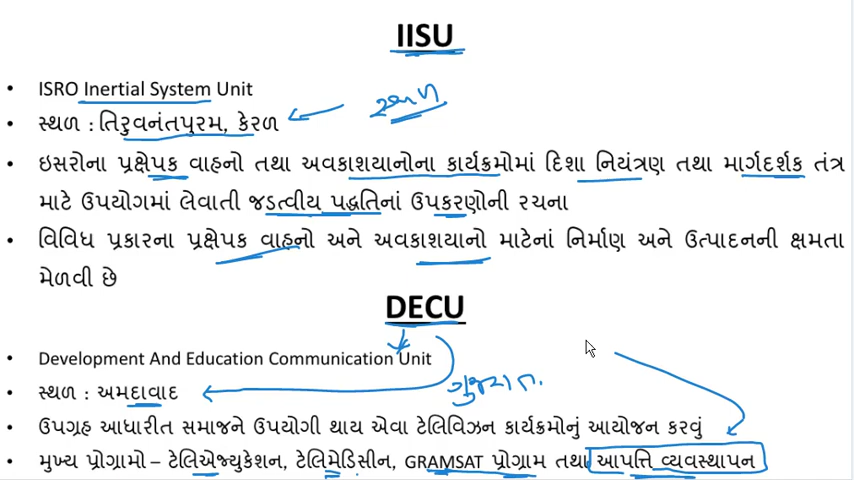 IISU
• ISRO Inertial System Unit
• સ્થળ : તિરુવનંતપુરમ, કેરળ
• ઇસરોના પ્રક્ષેપક વાહનો તથા અવકાશયાનોના કાર્યક્રમોમાં દિશા નિયંત્રણ તથા માર્ગદર્શક તંત્ર
માટે ઉપયોગમાં લેવાતી જડત્વીય પદ્ધતિનાં ઉપકરણોની રચના
• વિવિધ પ્રકારના પ્રક્ષેપક વાહનો અને અવકાશયાનો માટેનાં નિર્માણ અને ઉત્પાદનની ક્ષમતા
મેળવી છે
DECU
• Development And Education Communication Unit
• સ્થળ : અમદાવાદ
ગુજરાત.
• ઉપગ્રહ આધારીત સમાજને ઉપયોગી થાય એવા ટેલિવિઝન કાર્યક્રમોનું આયોજન કરવું
• મુખ્ય પ્રોગ્રામો – ટેલિએજ્યુકેશન, ટેલિમેડિસીન, GRAMSAT પ્રોગ્રામ તથા આપત્તિ વ્યવસ્થાપન